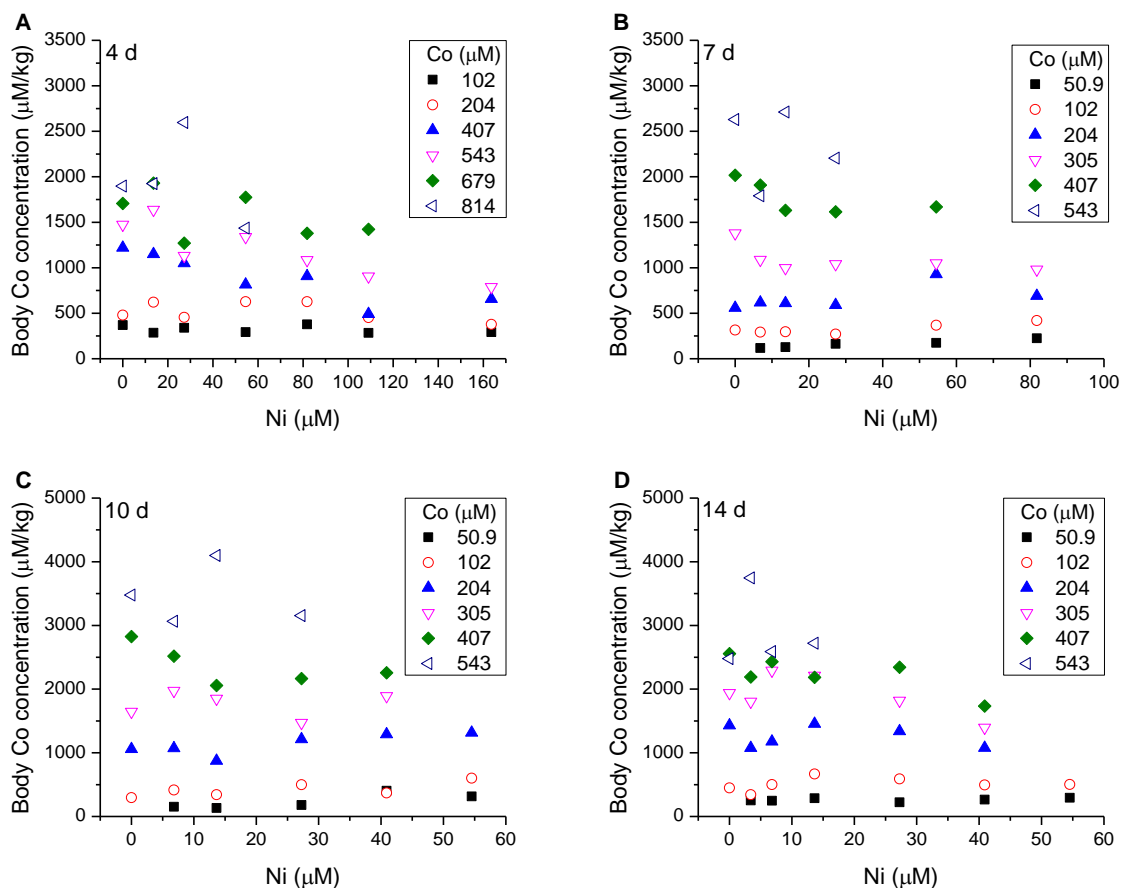 A
4 d
Co (μM)
102
204
407
543
679
814
3500
3000
2500
2000
1500
1000
500
0
Body Co concentration (μM/kg)
0 20 40 60 80 100 120 140 160
Ni (μM)
B
7 d
Co (μM)
50.9
102
204
305
407
543
3500
3000
2500
2000
1500
1000
500
0
Body Co concentration (μM/kg)
0 20 40 60 80 100
Ni (μM)
C
10 d
Co (μM)
50.9
102
204
305
407
543
5000
4000
3000
2000
1000
0
Body Co concentration (μM/kg)
0 10 20 30 40 50 60
Ni (μM)
D
14 d
Co (μM)
50.9
102
204
305
407
543
5000
4000
3000
2000
1000
0
Body Co concentration (μM/kg)
0 10 20 30 40 50 60
Ni (μM)